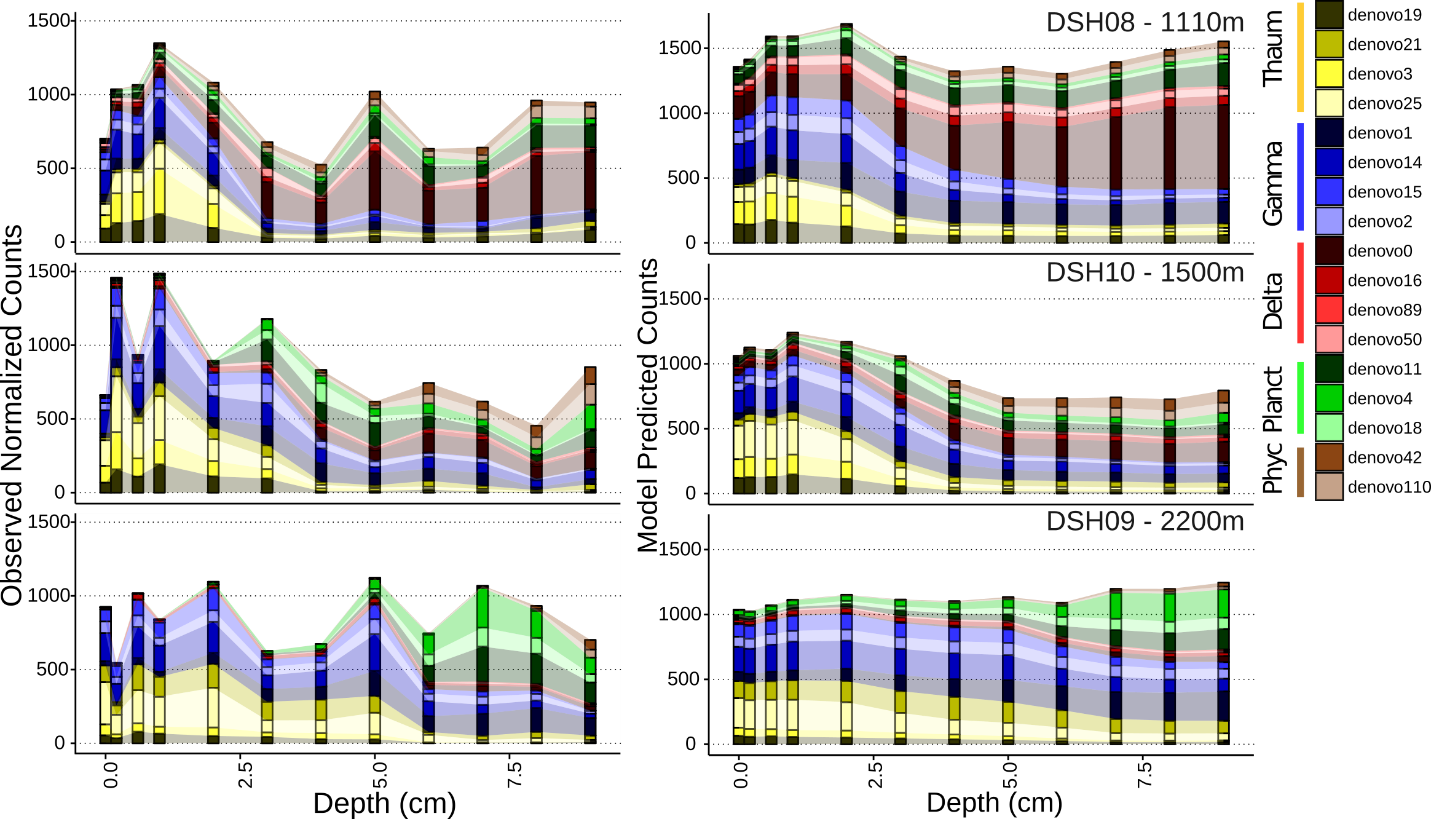 Observed Normalized Counts
1500
1000
500
0
1500
1000
500
0
1500
1000
500
0
0.0
2.5
5.0
7.5
Depth (cm)
Model Predicted Counts
DSH08 - 1110m
1500
1000
500
0
DSH10 - 1500m
1500
1000
500
0
DSH09 - 2200m
1500
1000
500
0
0.0
2.5
5.0
7.5
Depth (cm)
Thaum
denovo19
denovo21
denovo3
denovo25
Gamma
denovo1
denovo14
denovo15
denovo2
Delta
denovo0
denovo16
denovo89
denovo50
Planct
denovo11
denovo4
denovo18
Phyc
denovo42
denovo110